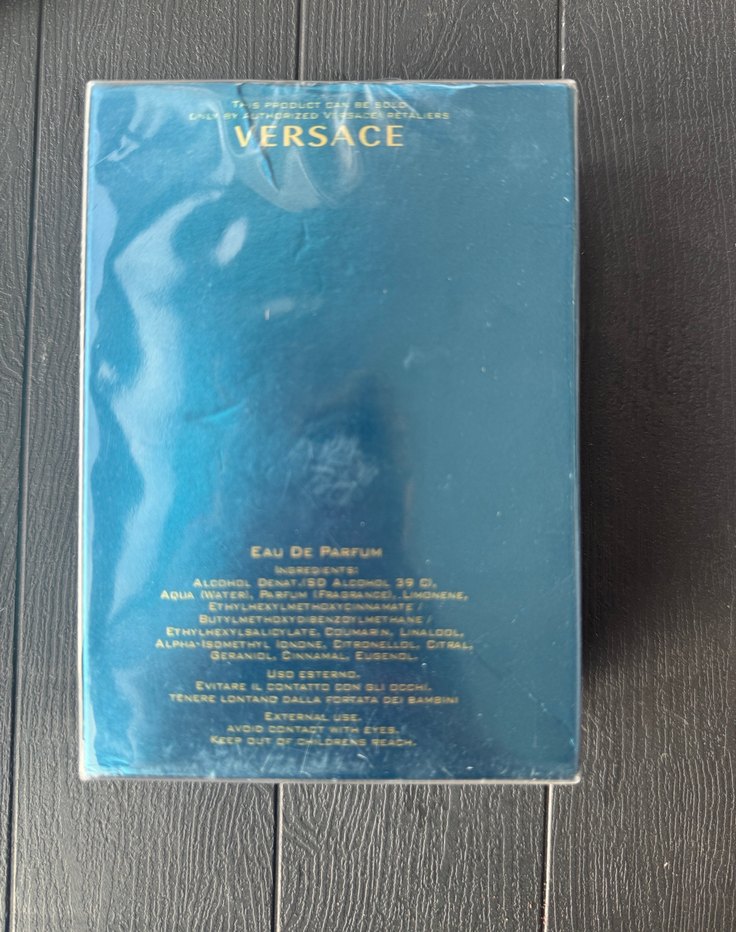 THIS PRODUCT CAN BE SOLD
ONLY BY AUTHORIZED VERSACE RETALIERS
VERSACE
EAU DE PARFUM
INGREDIENTS:
ALCOHOL DENAT.(SD ALCOHOL 39 C),
AQUA (WATER), PARFUM (FRAGRANCE), LIMONENE,
ETHYLHEXYLMETHOXYCINNAMATE /
BUTYLMETHOXYDIBENZOYLMETHANE /
ETHYLHEXYLSALICYLATE, COUMARIN, LINALOOL,
ALPHA-ISOMETHYL IONONE, CITRONELLOL, CITRAL,
GERANIOL, CINNAMAL, EUGENOL.
USO ESTERNO.
EVITARE IL CONTATTO CON GLI OCCHI.
TENERE LONTANO DALLA PORTATA DEI BAMBINI
EXTERNAL USE.
AVOID CONTACT WITH EYES.
KEEP OUT OF CHILDRENS REACH.